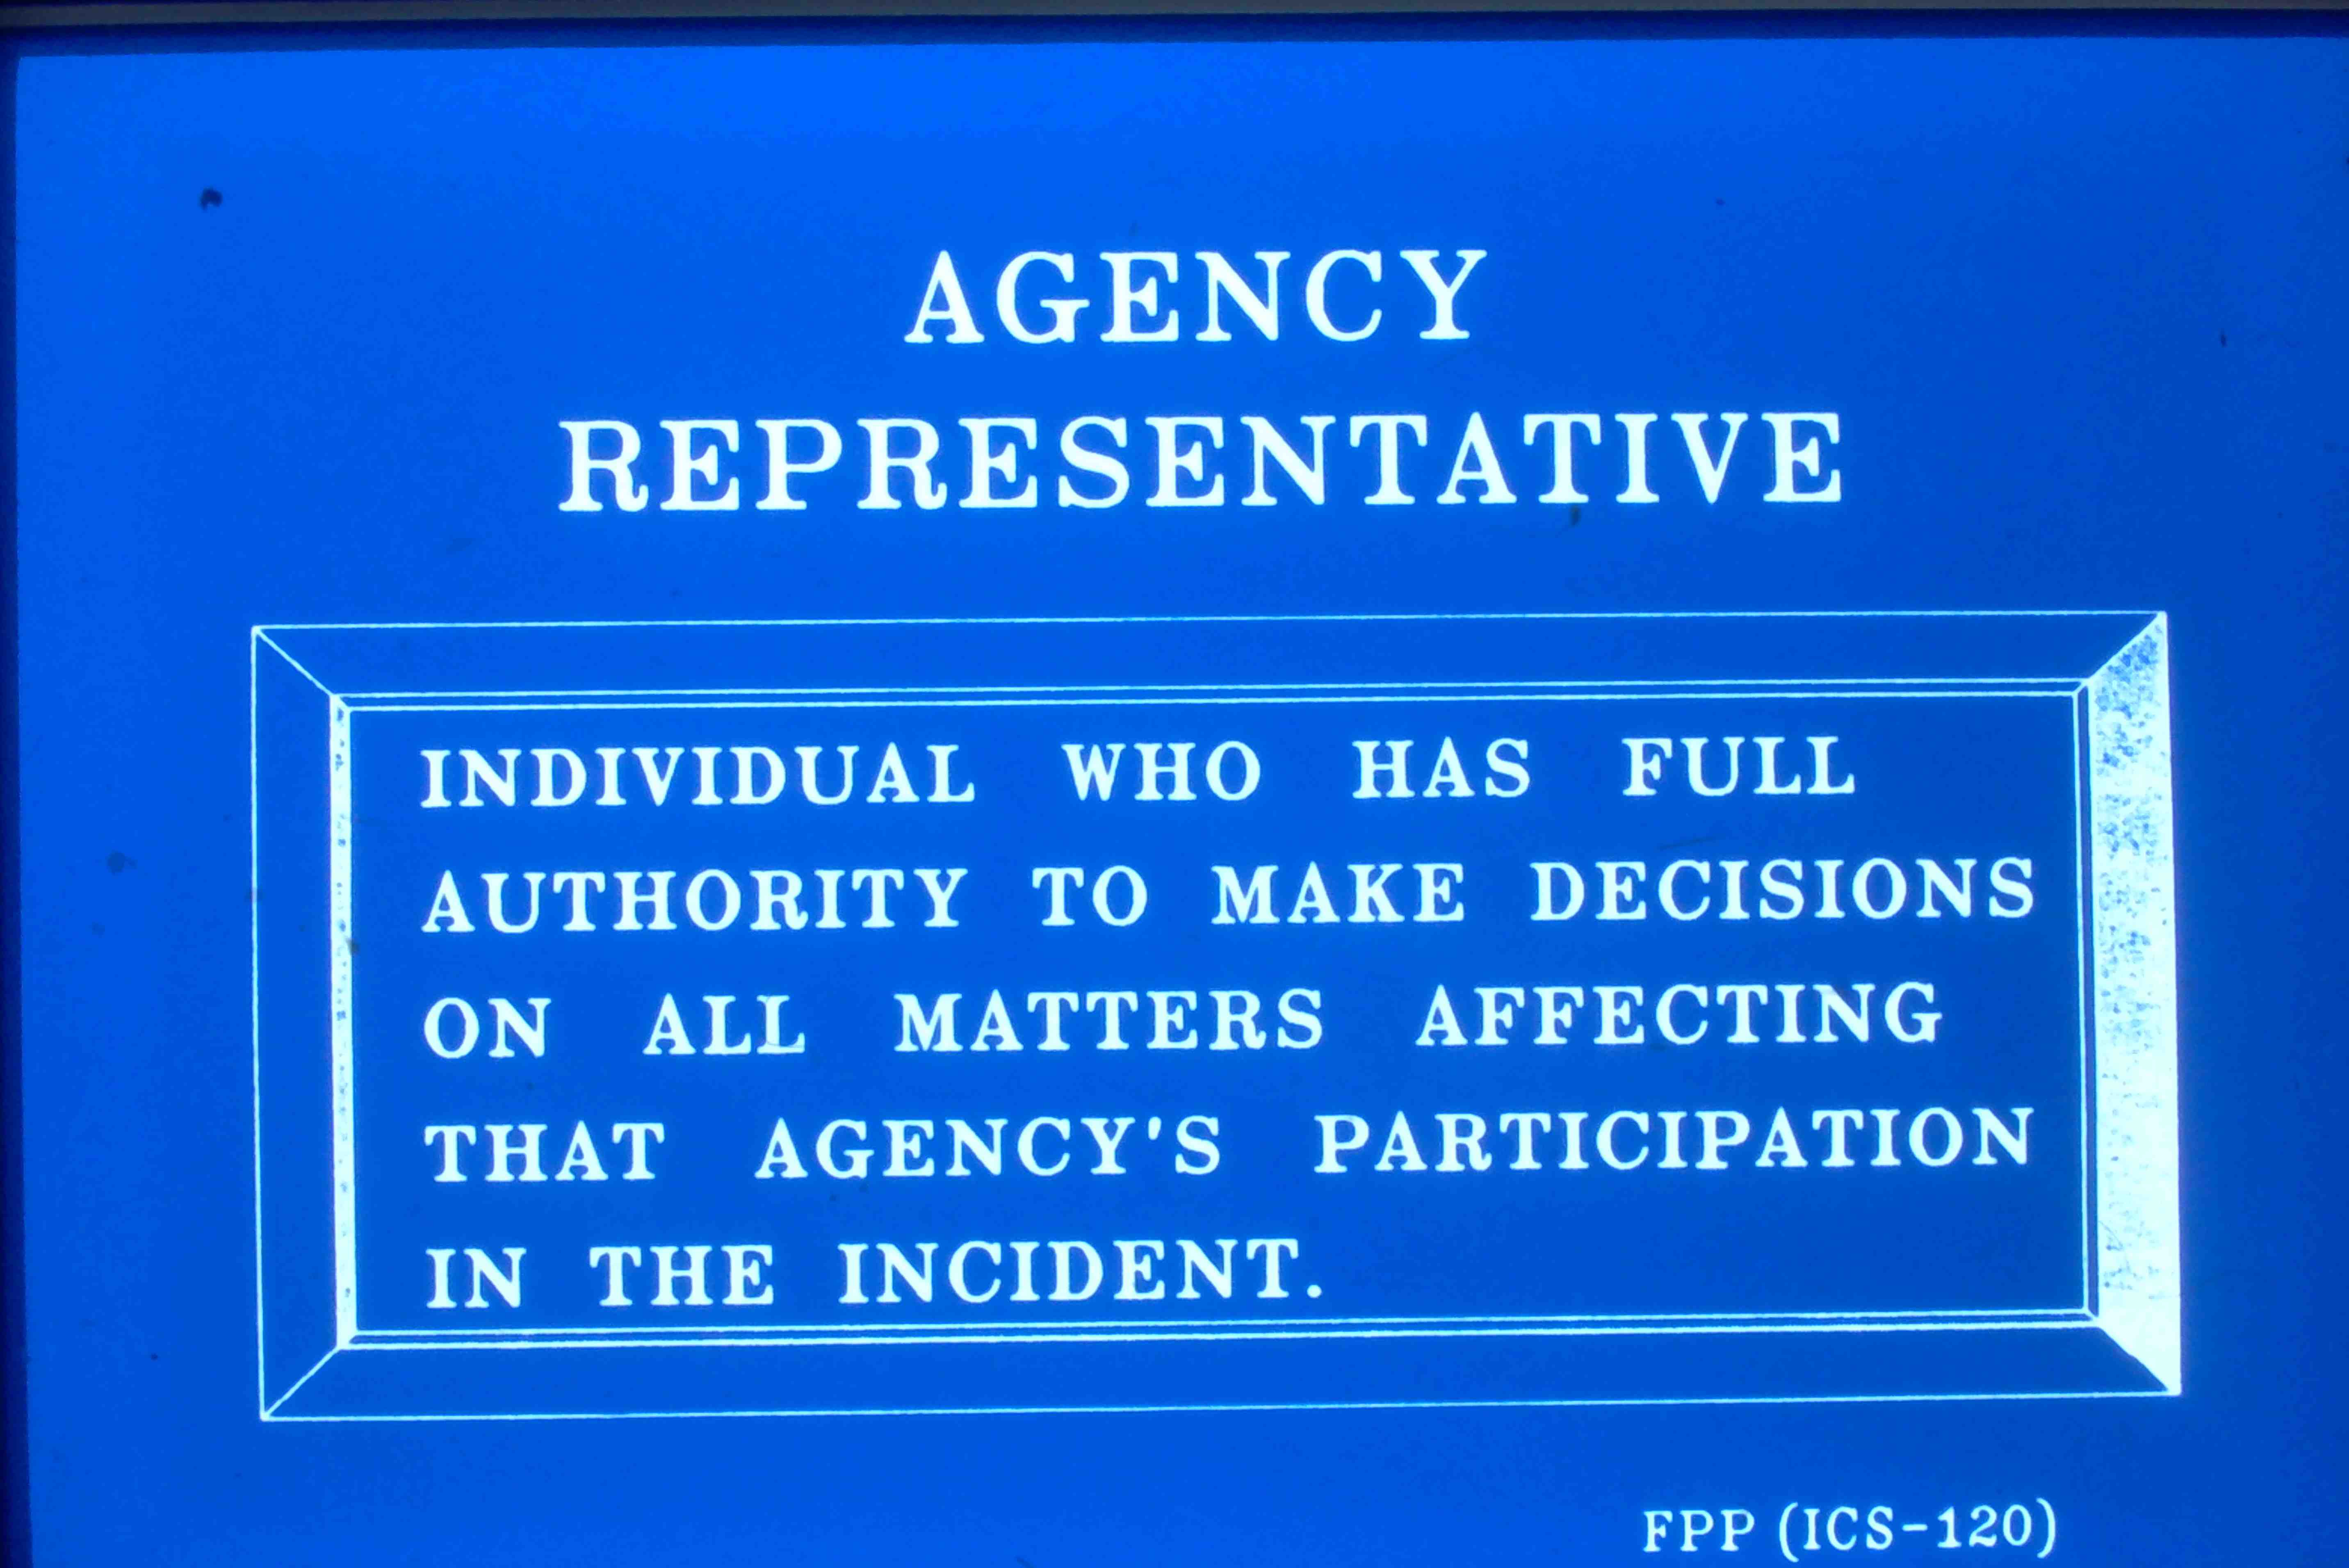 AGENCY
REPRESENTATIVE
INDIVIDUAL WHO HAS FULL
AUTHORITY TO MAKE DECISIONS
ON ALL MATTERS AFFECTING
THAT AGENCY'S PARTICIPATION
IN THE INCIDENT.
FPP (ICS-120)